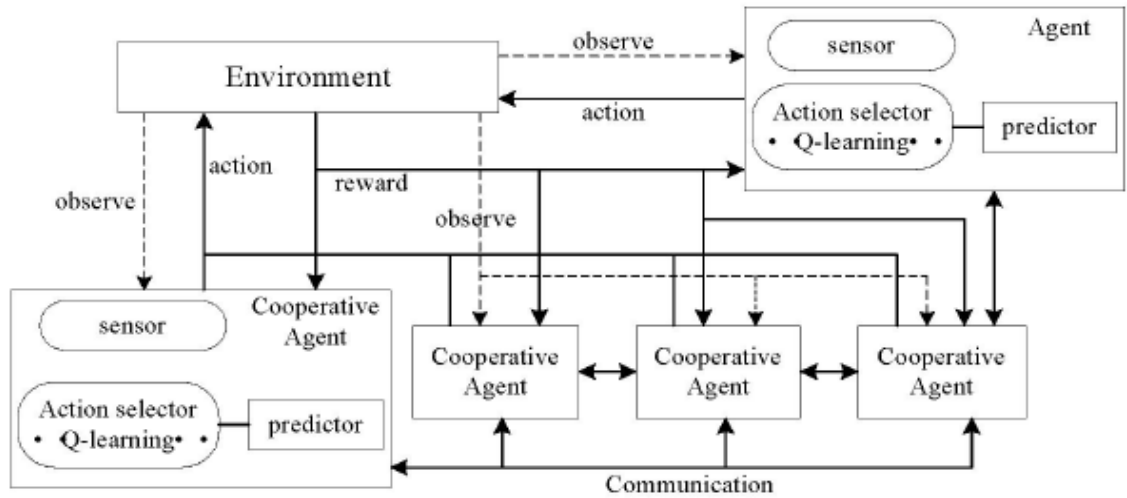 Agent
observe
sensor
Environment
action
Action selector
• •Q-learning• •
predictor
action
reward
observe
observe
Cooperative
Agent
sensor
Cooperative
Agent
Cooperative
Agent
Cooperative
Agent
Action selector
• •Q-learning• •
predictor
Communication